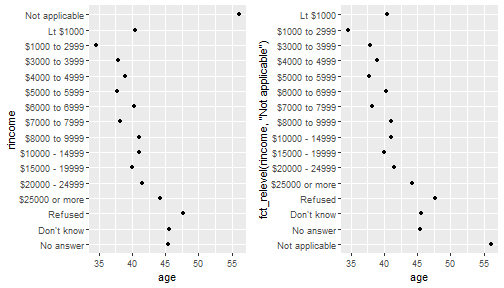 rincome
Not applicable
Lt $1000
$1000 to 2999
$3000 to 3999
$4000 to 4999
$5000 to 5999
$6000 to 6999
$7000 to 7999
$8000 to 9999
$10000 - 14999
$15000 - 19999
$20000 - 24999
$25000 or more
Refused
Don't know
No answer
35 40 45 50 55
age
fct_relevel(rincome, "Not applicable")
Lt $1000
$1000 to 2999
$3000 to 3999
$4000 to 4999
$5000 to 5999
$6000 to 6999
$7000 to 7999
$8000 to 9999
$10000 - 14999
$15000 - 19999
$20000 - 24999
$25000 or more
Refused
Don't know
No answer
Not applicable
35 40 45 50 55
age